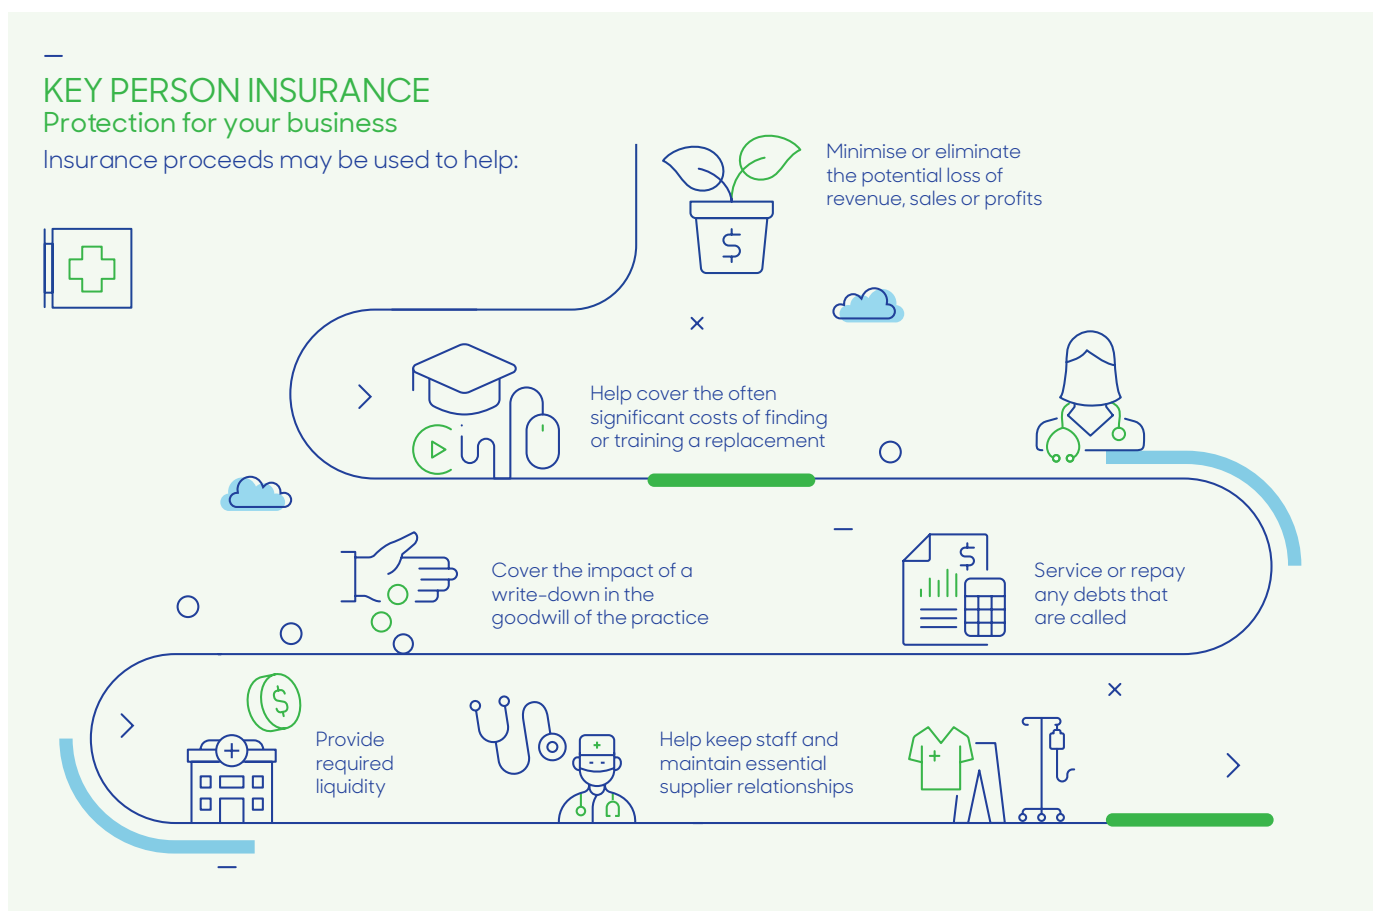 KEY PERSON INSURANCE
Protection for your business
Insurance proceeds may be used to help:
Minimise or eliminate
the potential loss of
revenue, sales or profits
$
Help cover the often
significant costs of finding
or training a replacement
Cover the impact of a
write-down in the
goodwill of the practice
$
Service or repay
any debts that
are called
$
Provide
required
liquidity
Help keep staff and
maintain essential
supplier relationships